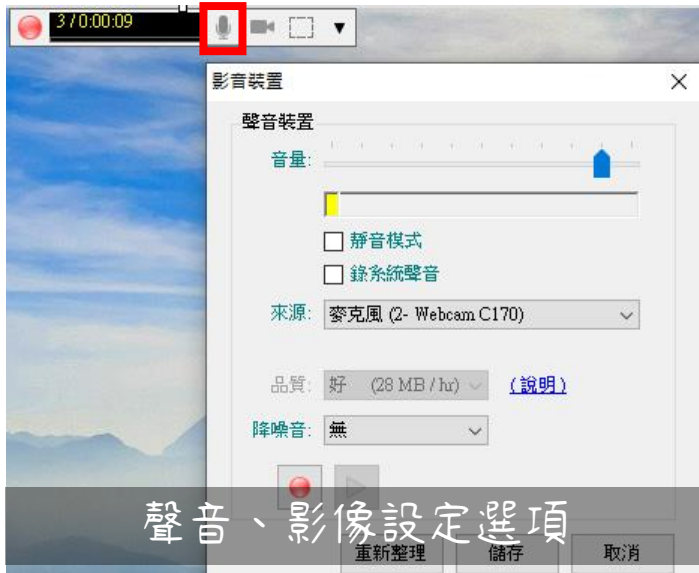 3 / 0:00:09
影音裝置
聲音裝置
音量:
靜音模式
錄系統聲音
來源: 麥克風 (2- Webcam C170)
品質: 好 (28 MB / hr) (說明)
降噪音: 無
聲音、影像設定選項
重新整理 儲存 取消